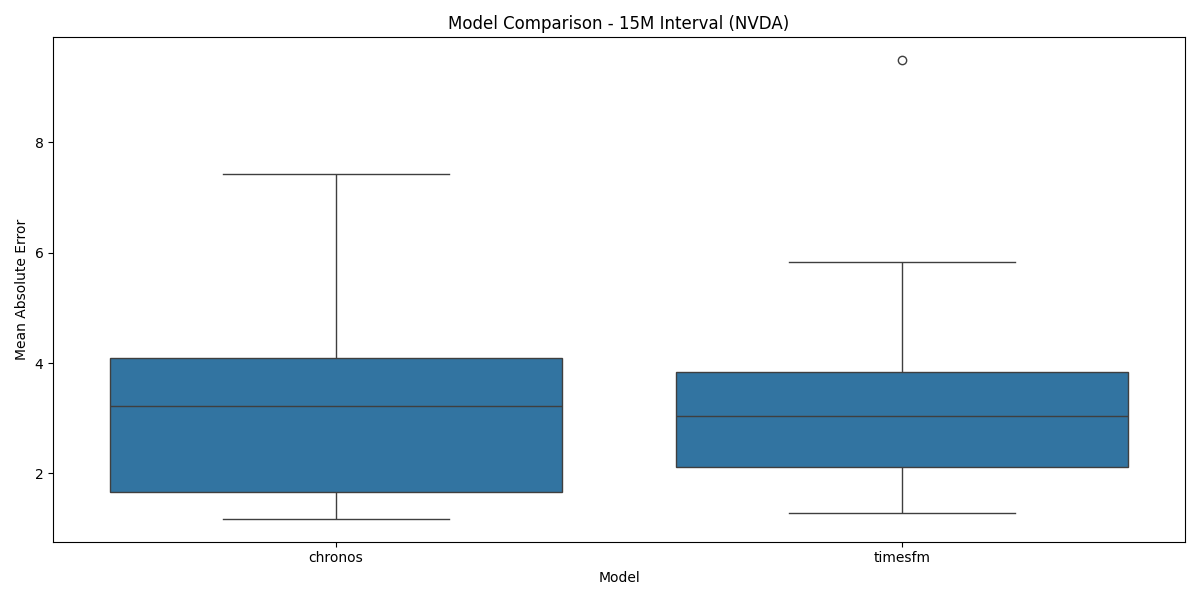 Model Comparison - 15M Interval (NVDA)
Mean Absolute Error
8
6
4
2
chronos
timesfm
Model